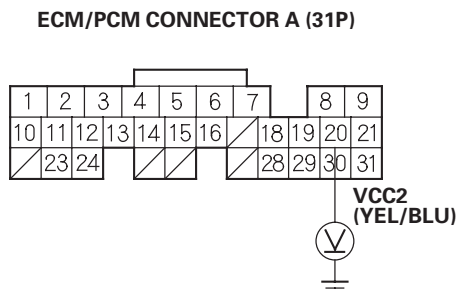 ECM/PCM CONNECTOR A (31P)
1 2 3 4 5 6 7 8 9
10 11 12 13 14 15 16 18 19 20 21
23 24 28 29 30 31
VCC2
(YEL/BLU)
V